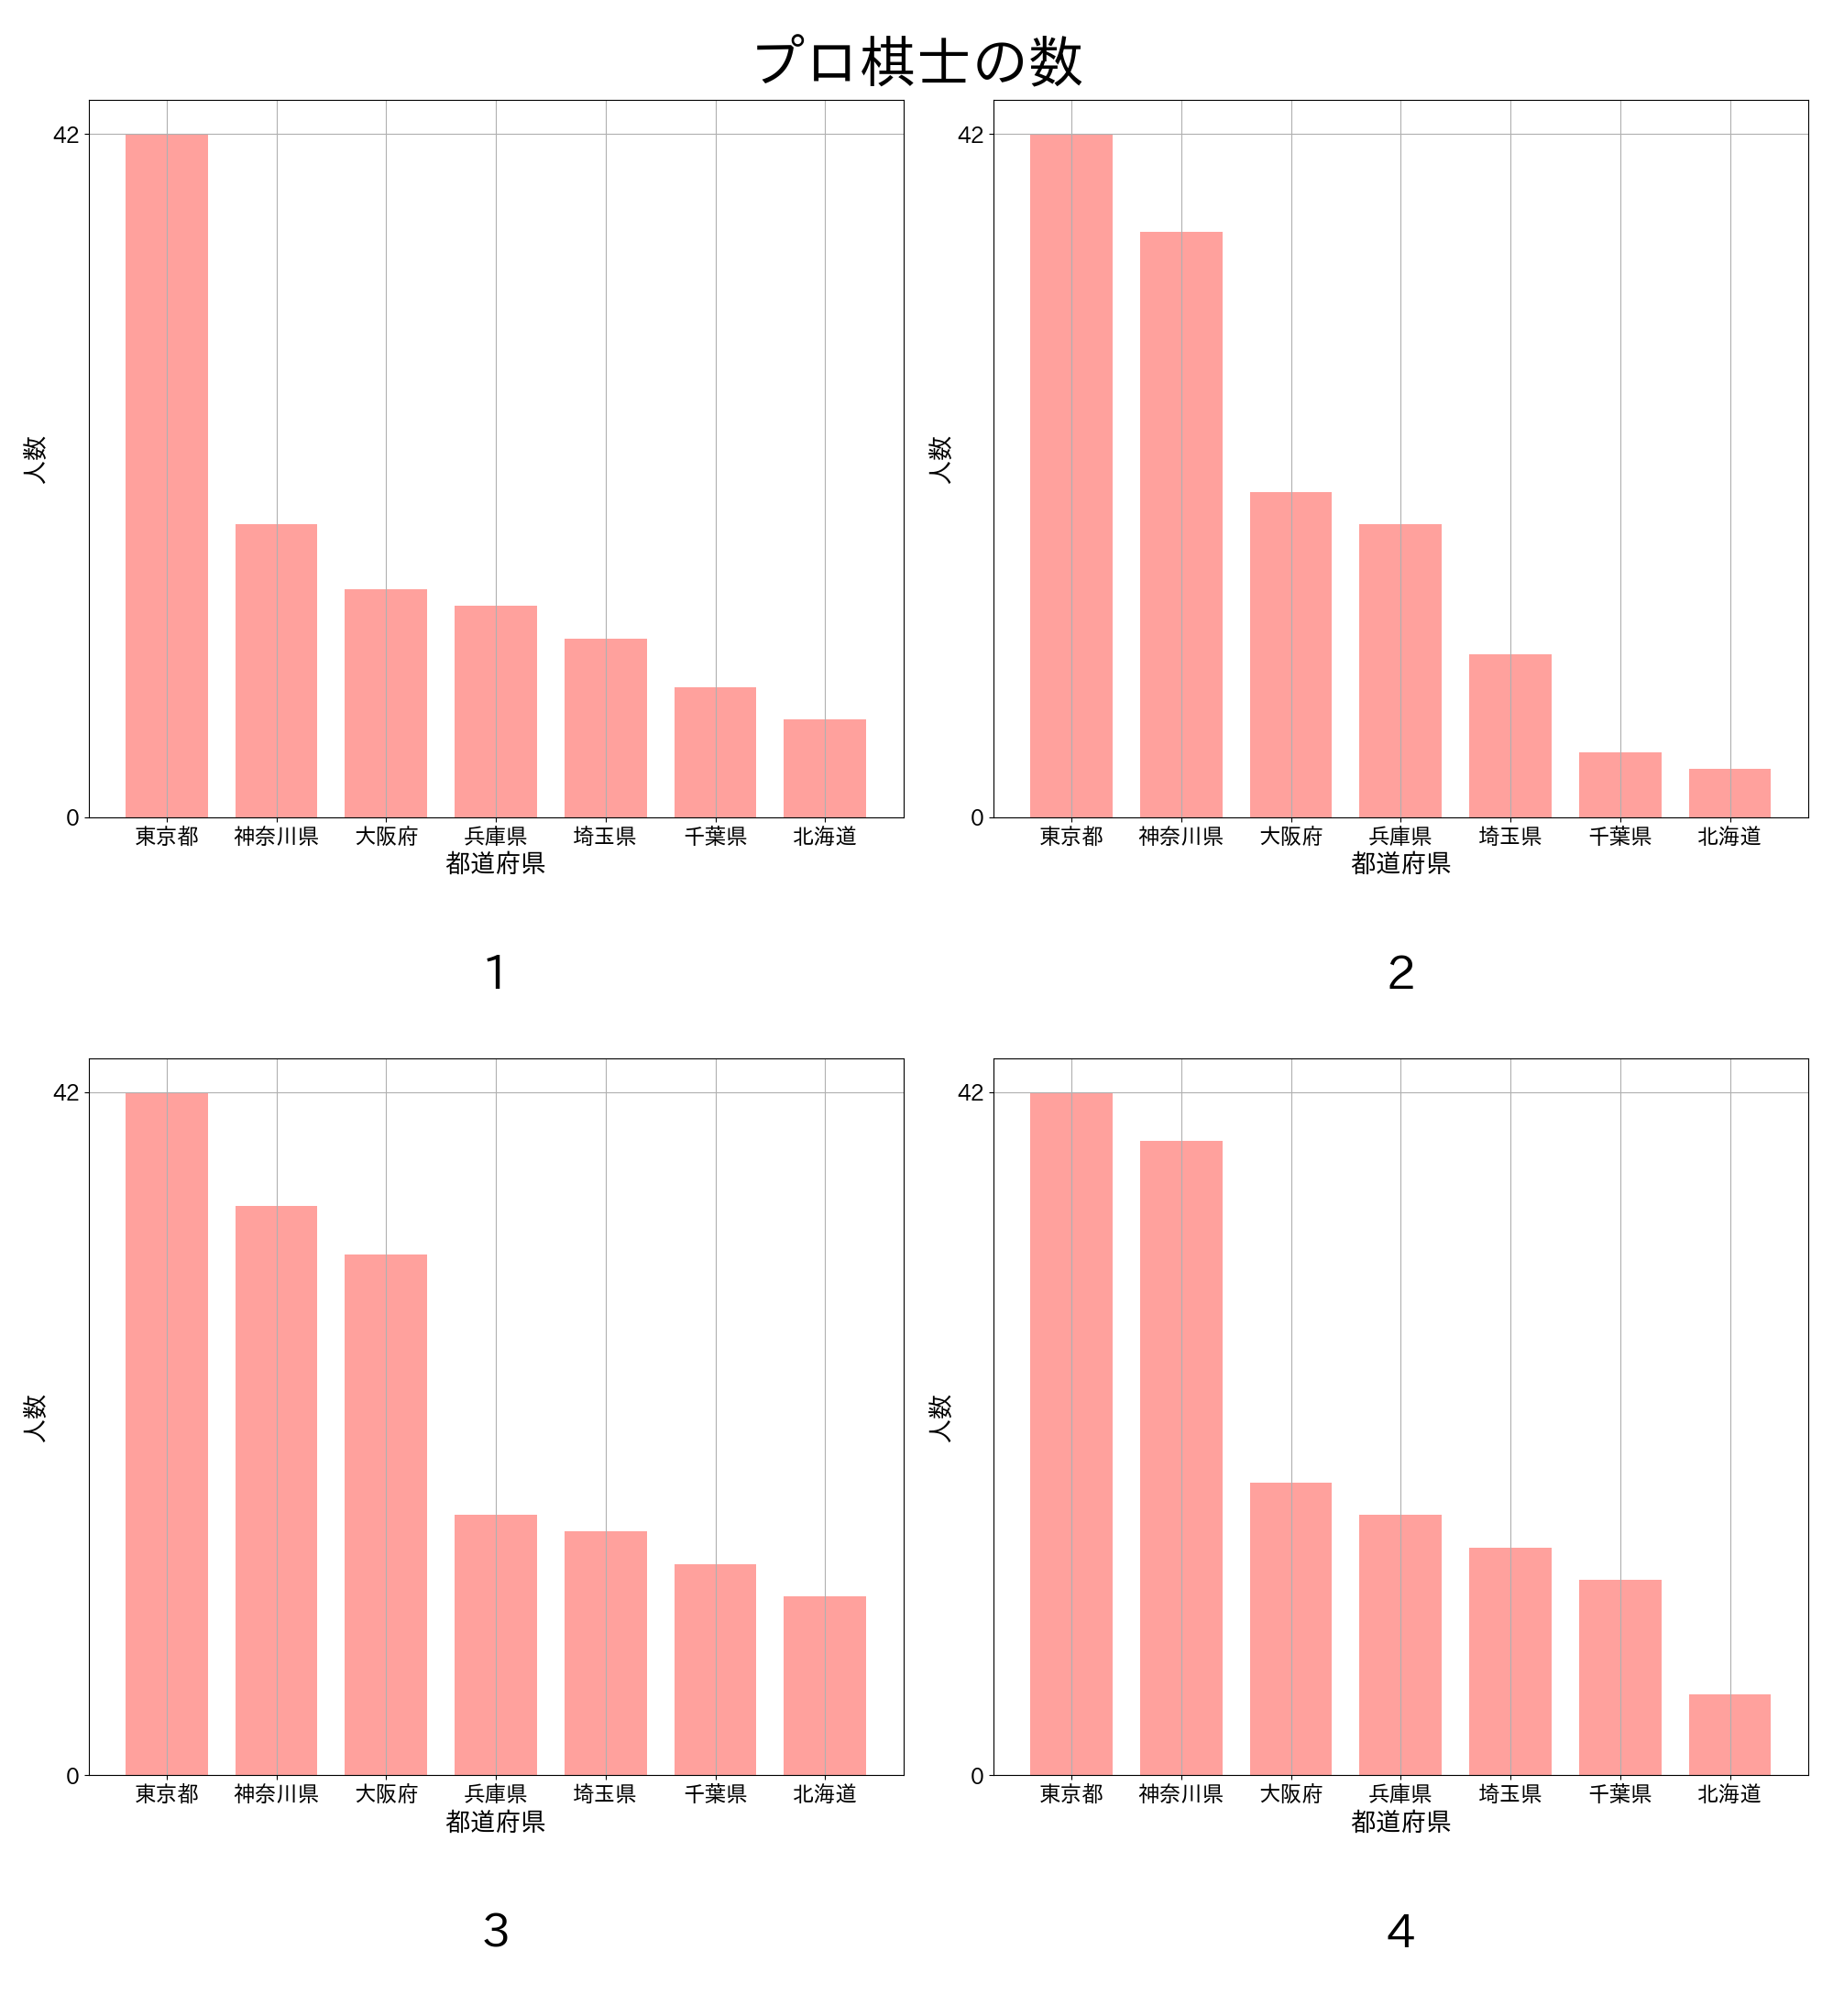 プロ棋士の数
42
0
人数
東京都 神奈川県 大阪府 兵庫県 埼玉県 千葉県 北海道
都道府県
1
42
0
人数
東京都 神奈川県 大阪府 兵庫県 埼玉県 千葉県 北海道
都道府県
2
42
0
人数
東京都 神奈川県 大阪府 兵庫県 埼玉県 千葉県 北海道
都道府県
3
42
0
人数
東京都 神奈川県 大阪府 兵庫県 埼玉県 千葉県 北海道
都道府県
4